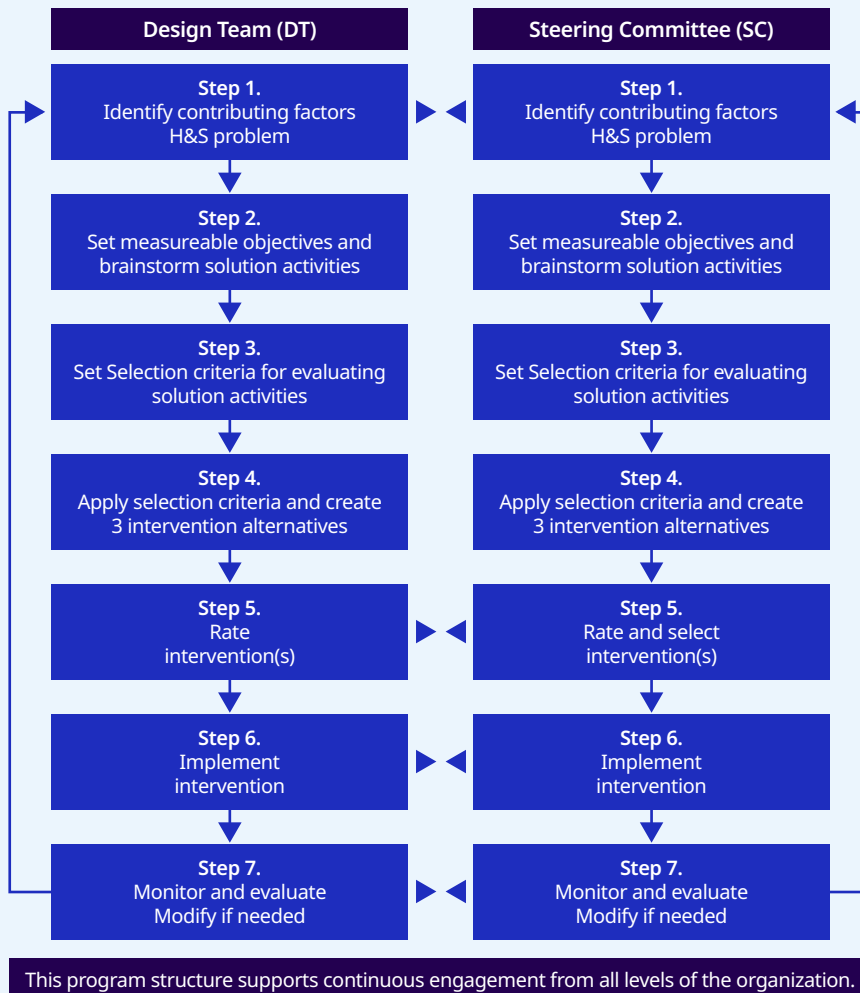 Design Team (DT)
Step 1.
Identify contributing factors
H&S problem
Step 2.
Set measureable objectives and
brainstorm solution activities
Step 3.
Set Selection criteria for evaluating
solution activities
Step 4.
Apply selection criteria and create
3 intervention alternatives
Step 5.
Rate
intervention(s)
Step 6.
Implement
intervention
Step 7.
Monitor and evaluate
Modify if needed
Steering Committee (SC)
Step 1.
Identify contributing factors
H&S problem
Step 2.
Set measureable objectives and
brainstorm solution activities
Step 3.
Set Selection criteria for evaluating
solution activities
Step 4.
Apply selection criteria and create
3 intervention alternatives
Step 5.
Rate and select
intervention(s)
Step 6.
Implement
intervention
Step 7.
Monitor and evaluate
Modify if needed
This program structure supports continuous engagement from all levels of the organization.